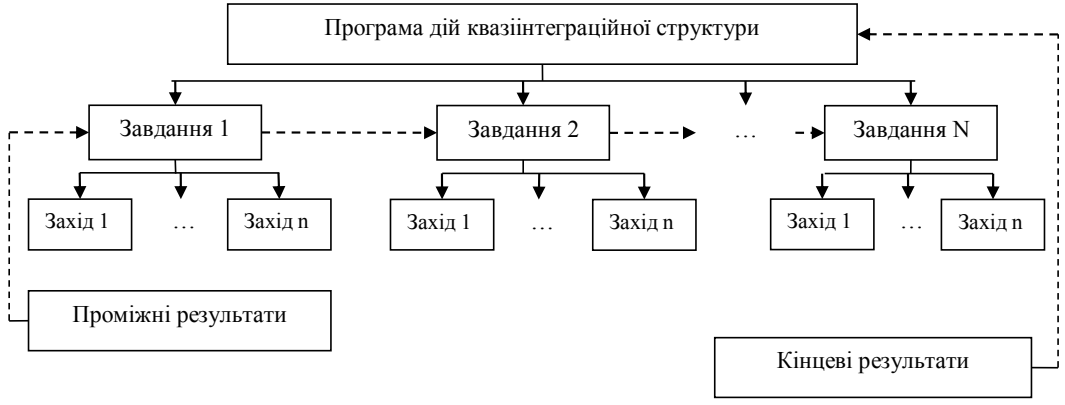 Програма дій квазіінтеграційної структури
Завдання 1
Завдання 2
…
Завдання N
Захід 1
…
Захід n
Захід 1
…
Захід n
Захід 1
…
Захід n
Проміжні результати
Кінцеві результати